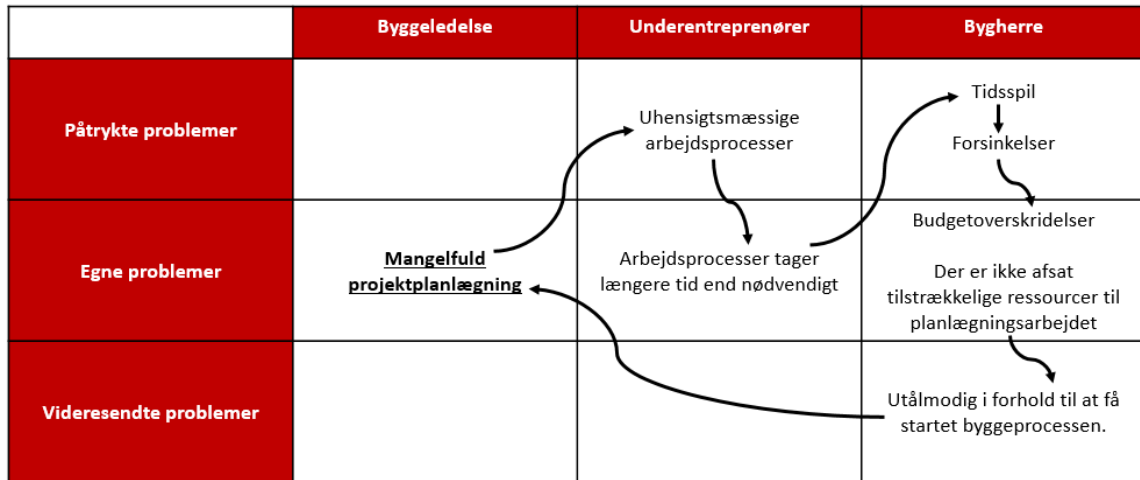 Byggeledelse
Underentreprenører
Bygherre
Påtrykte problemer
Uhensigtsmæssige
arbejdsprocesser
Tidsspil
Forsinkelser
Egne problemer
Mangelfuld
projektplanlægning
Arbejdsprocesser tager
længere tid end nødvendigt
Budgetoverskridelser
Der er ikke afsat
tilstrækkelige ressourcer til
planlægningsarbejdet
Videresendte problemer
Utålmodig i forhold til at få
startet byggeprocessen.